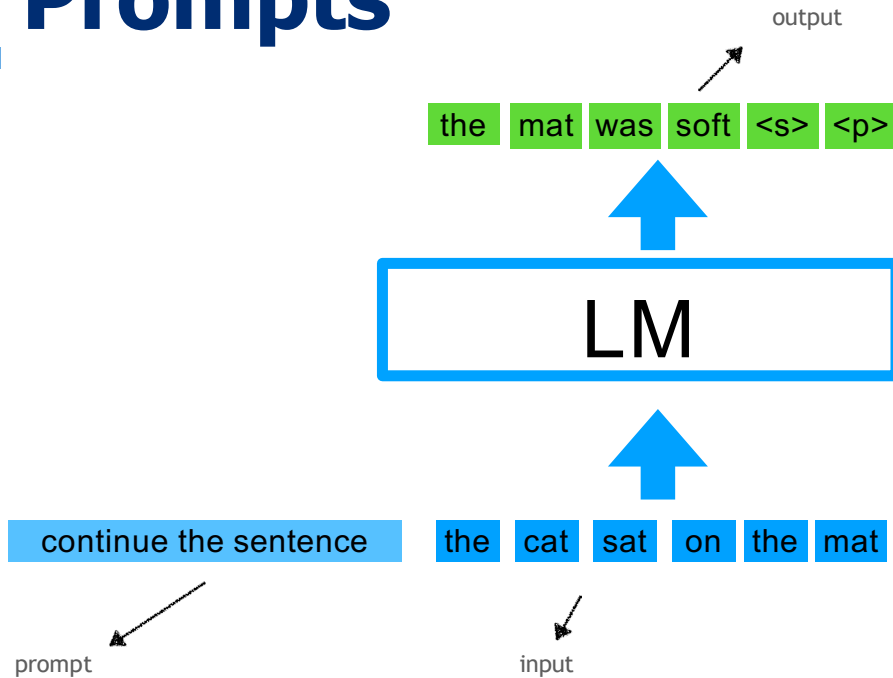 Prompts
output
the mat was soft <s> <p>
LM
continue the sentence the cat sat on the mat
prompt input